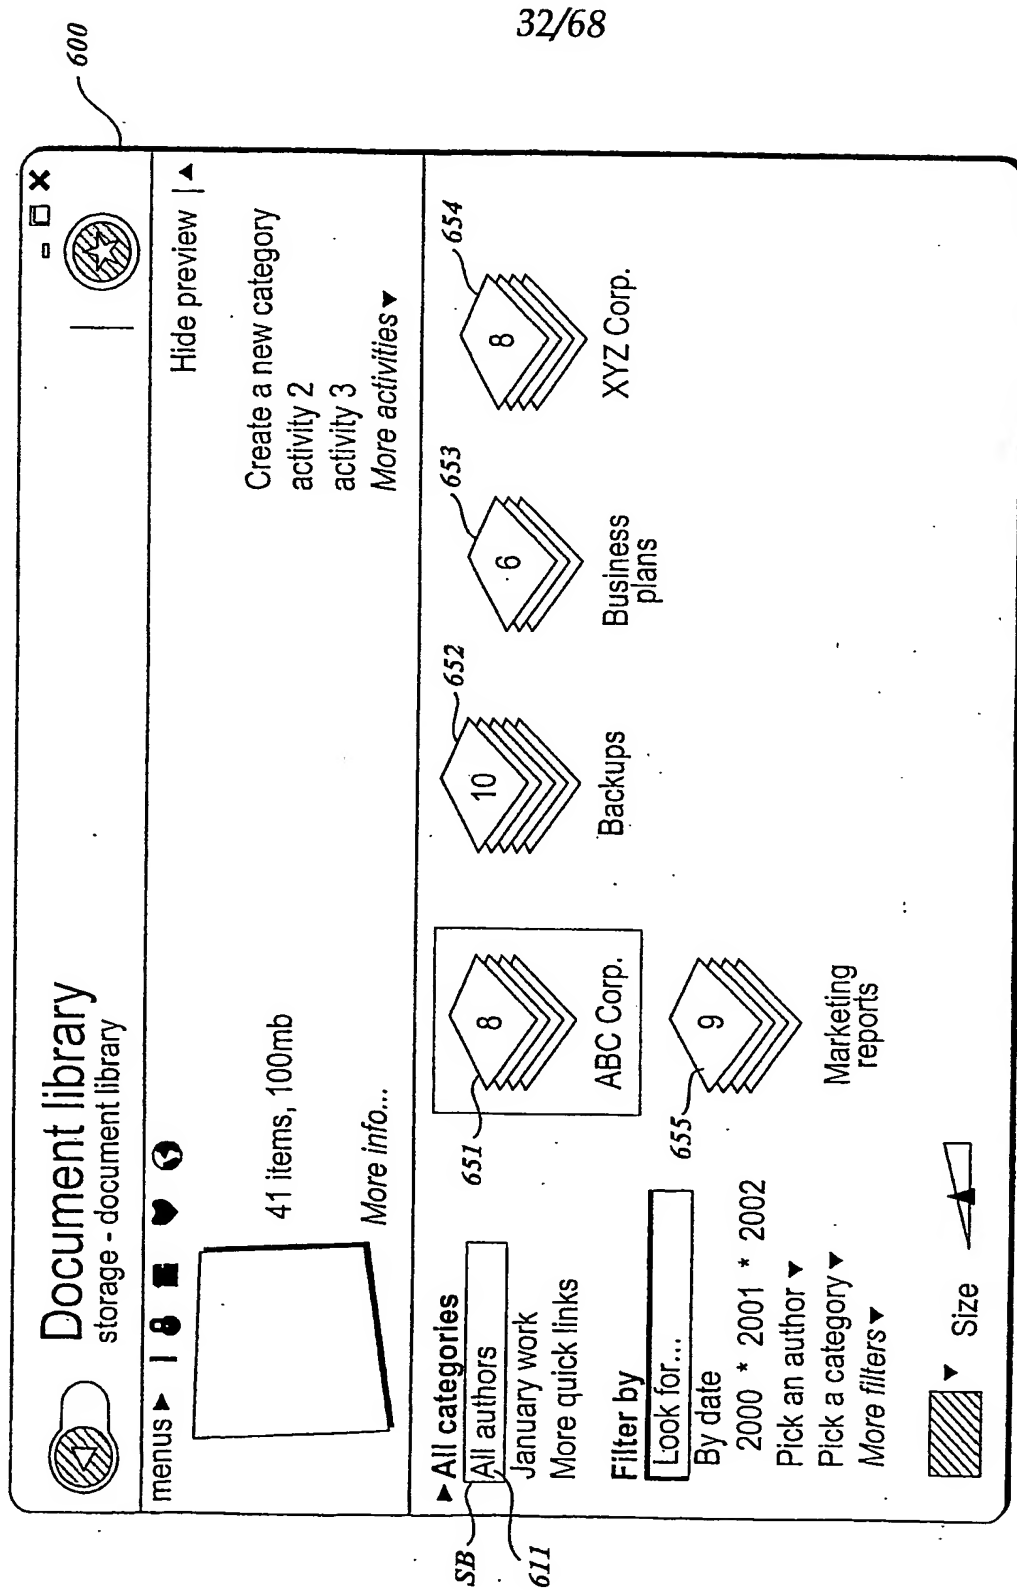 32/68
600
Document library
storage - document library
menus
Hide preview
41 items, 100mb
More info...
Create a new category
activity 2
activity 3
More activities
All categories
SB
All authors
611
January work
More quick links
Filter by
Look for...
By date
2000 * 2001 * 2002
Pick an author
Pick a category
More filters
Size
651
8
ABC Corp.
652
10
Backups
653
6
Business
plans
654
8
XYZ Corp.
655
9
Marketing
reports